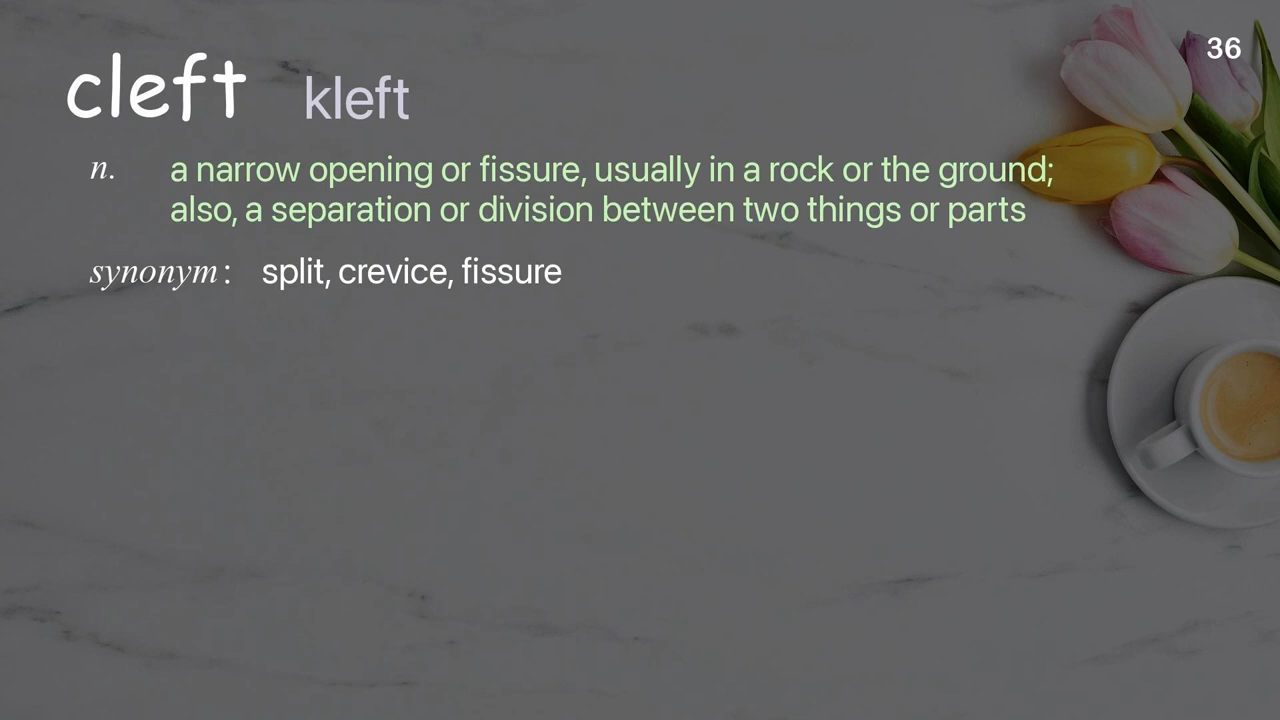 36
cleft kleft
n. a narrow opening or fissure, usually in a rock or the ground;
also, a separation or division between two things or parts
synonym : split, crevice, fissure